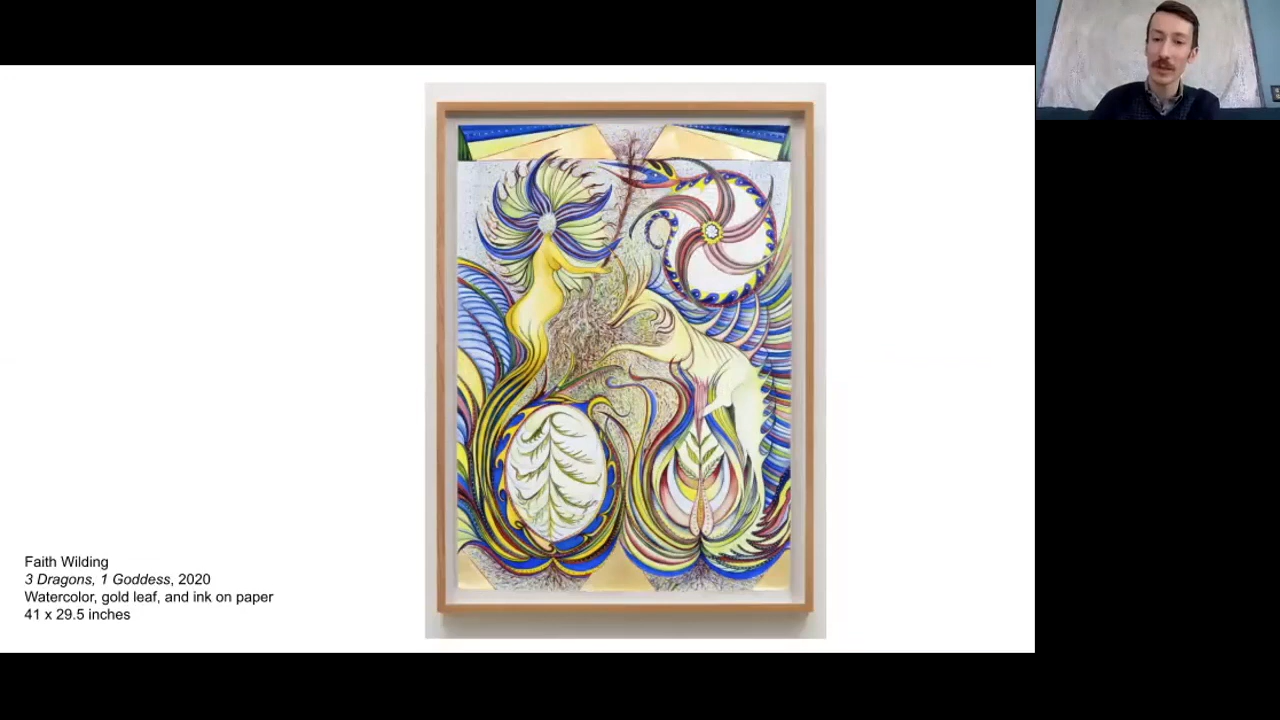 Faith Wilding
3 Dragons, 1 Goddess, 2020
Watercolor, gold leaf, and ink on paper
41 x 29.5 inches